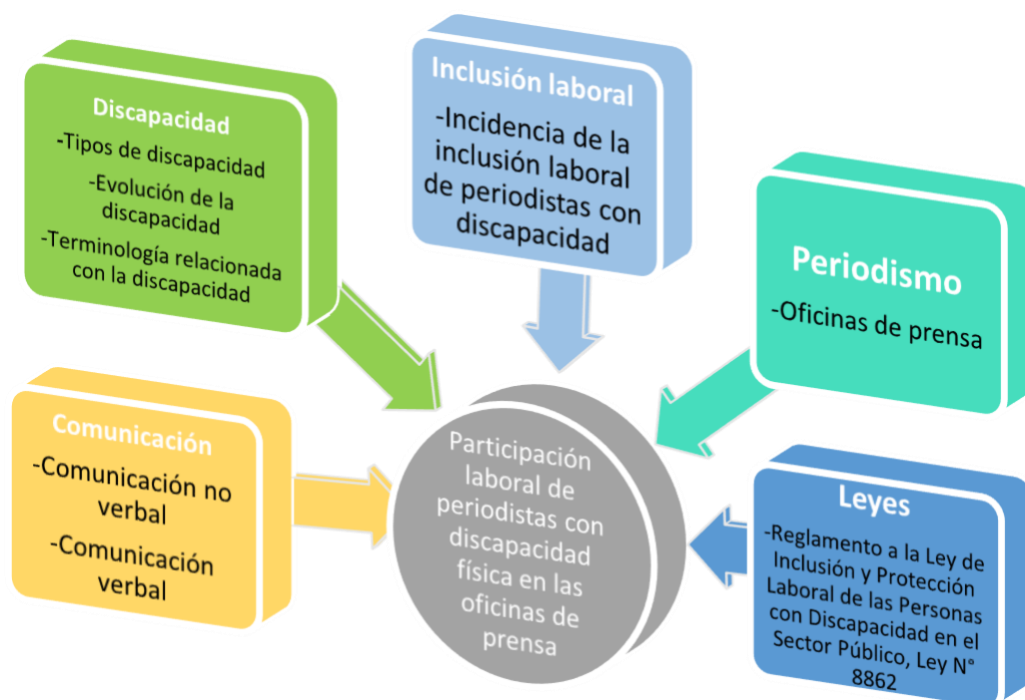 Discapacidad
-Tipos de discapacidad
-Evolución de la
discapacidad
-Terminología relacionada
con la discapacidad
Inclusión laboral
-Incidencia de la
inclusión laboral
de periodistas con
discapacidad
Periodismo
-Oficinas de prensa
Comunicación
-Comunicación no
verbal
-Comunicación
verbal
Participación
laboral de
periodistas con
discapacidad
física en las
oficinas de
prensa
Leyes
-Reglamento a la Ley de
Inclusión y Protección
Laboral de las Personas
con Discapacidad en el
Sector Público, Ley N°
8862